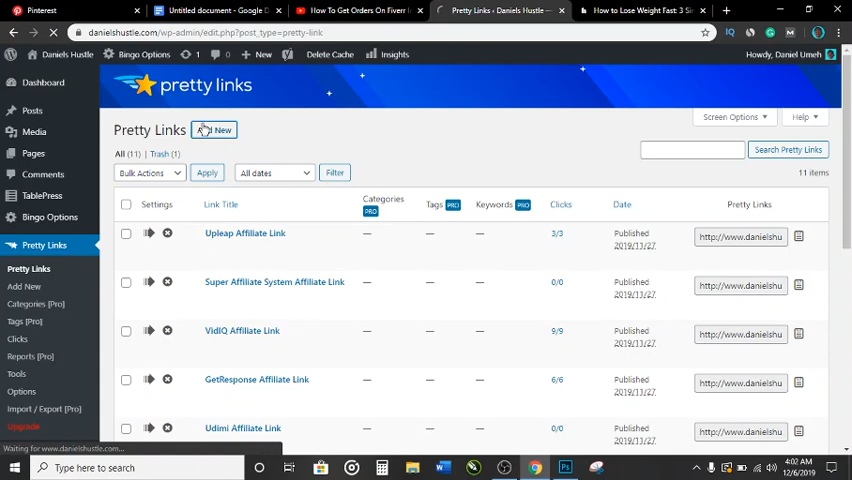 Pinterest
Untitled document - Google D
How To Get Orders On Fiverr I
Pretty Links ‹ Daniels Hustle —
How to Lose Weight Fast: 3 Si
danielshustle.com/wp-admin/edit.php?post_type=pretty-link
Daniels Hustle
Bingo Options
1
0
New
Delete Cache
Insights
Howdy, Daniel Umeh
Dashboard
Posts
Media
Pages
Comments
TablePress
Bingo Options
Pretty Links
Pretty Links
Add New
Categories [Pro]
Tags [Pro]
Clicks
Reports [Pro]
Tools
Options
Import / Export [Pro]
Upgrade
pretty links
Screen Options
Help
Pretty Links
Add New
All (11) | Trash (1)
Search Pretty Links
Bulk Actions
Apply
All dates
Filter
11 items
Settings
Link Title
Categories PRO
Tags PRO
Keywords PRO
Clicks
Date
Pretty Links
Upleap Affiliate Link
—
—
—
3/3
Published
2019/11/27
http://www.danielshu
Super Affiliate System Affiliate Link
—
—
—
0/0
Published
2019/11/27
http://www.danielshu
VidIQ Affiliate Link
—
—
—
9/9
Published
2019/11/27
http://www.danielshu
GetResponse Affiliate Link
—
—
—
6/6
Published
2019/11/27
http://www.danielshu
Udimi Affiliate Link
—
—
—
0/0
Published
2019/11/27
http://www.danielshu
Waiting for www.danielshustle.com...
Type here to search
4:02 AM
12/6/2019